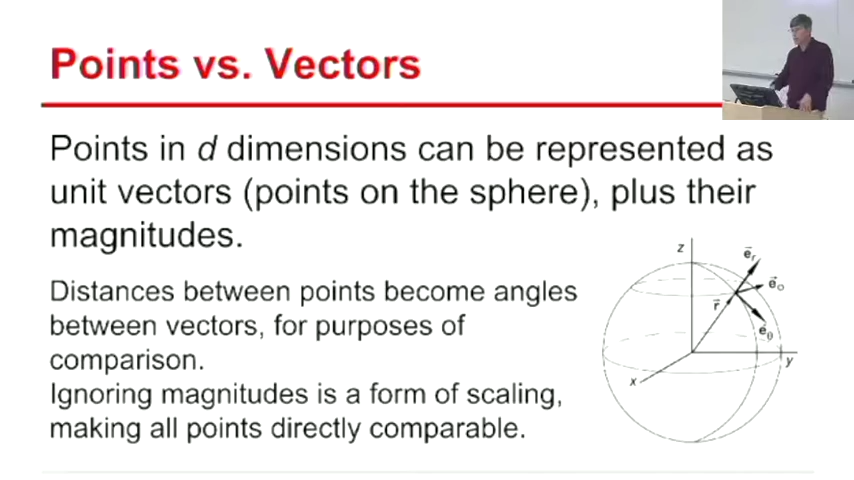 Points vs. Vectors
Points in d dimensions can be represented as
unit vectors (points on the sphere), plus their
magnitudes.
Distances between points become angles
between vectors, for purposes of
comparison.
Ignoring magnitudes is a form of scaling,
making all points directly comparable.
z
e⃗r
e⃗o
r⃗
e⃗θ
y
x